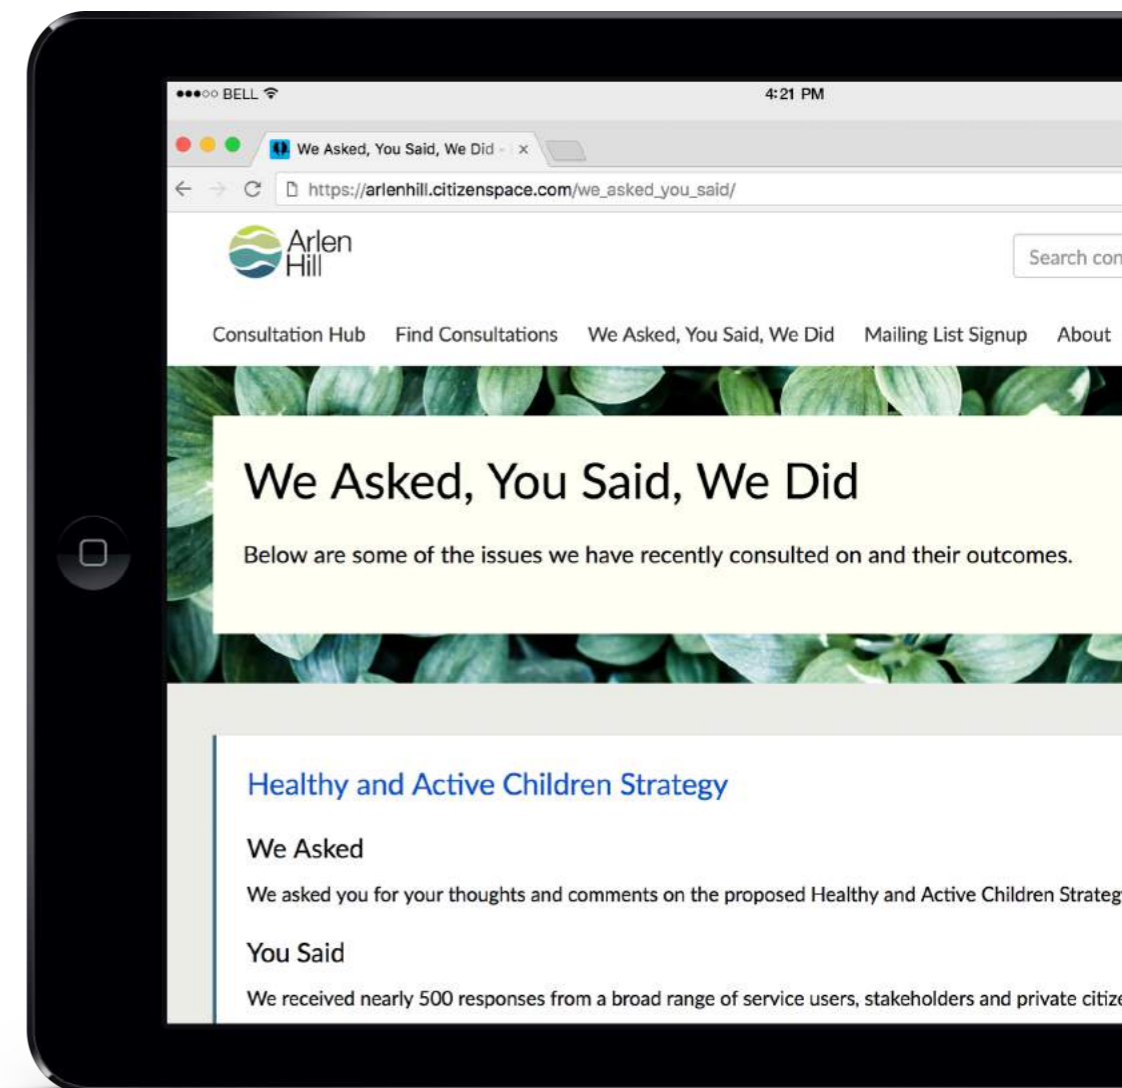 BELL
4:21 PM
We Asked, You Said, We Did -
https://arlenhill.citizenspace.com/we_asked_you_said/
Arlen
Hill
Search con
Consultation Hub Find Consultations We Asked, You Said, We Did Mailing List Signup About
We Asked, You Said, We Did
Below are some of the issues we have recently consulted on and their outcomes.
Healthy and Active Children Strategy
We Asked
We asked you for your thoughts and comments on the proposed Healthy and Active Children Strateg
You Said
We received nearly 500 responses from a broad range of service users, stakeholders and private citize